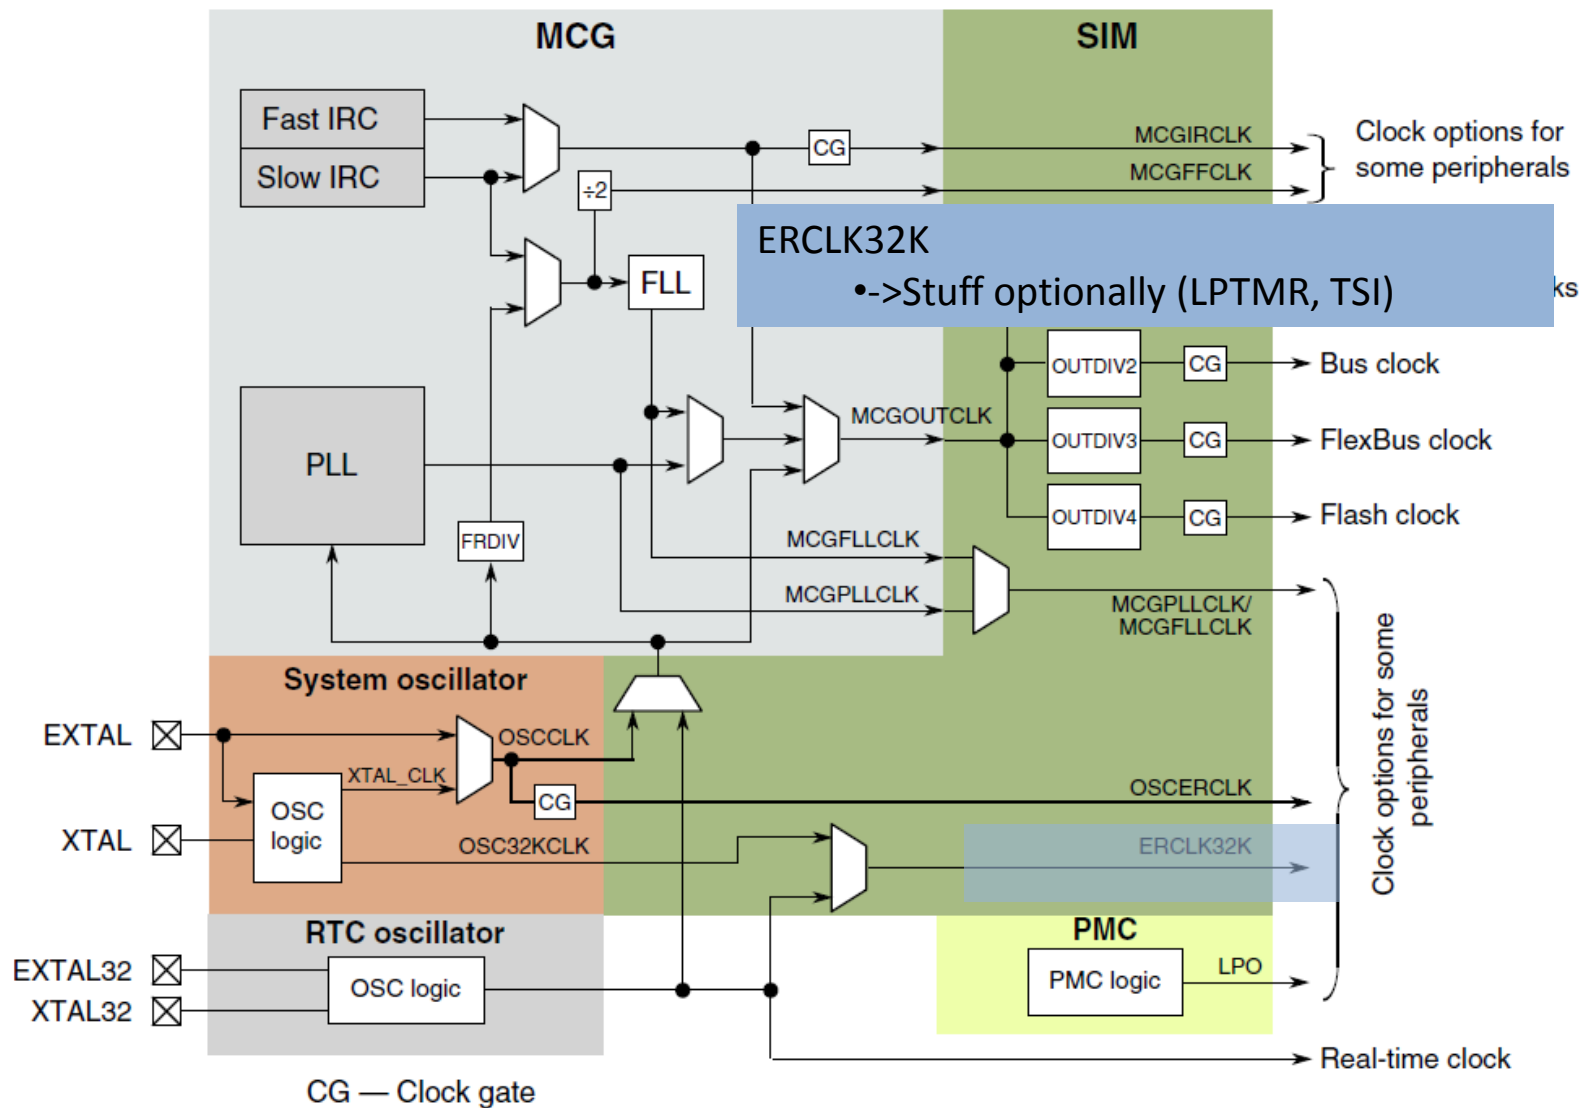 MCG
SIM
Fast IRC
Slow IRC
CG
MCGIRCLK
MCGFFCLK
Clock options for
some peripherals
÷2
ERCLK32K
•->Stuff optionally (LPTMR, TSI)
ks
FLL
OUTDIV2
CG
Bus clock
MCGOUTCLK
OUTDIV3
CG
FlexBus clock
PLL
OUTDIV4
CG
Flash clock
FRDIV
MCGFLLCLK
MCGPLLCLK
MCGPLLCLK/
MCGFLLCLK
Clock options for some
peripherals
System oscillator
EXTAL
OSCCLK
XTAL_CLK
CG
OSCERCLK
OSC
logic
XTAL
OSC32KCLK
ERCLK32K
RTC oscillator
PMC
EXTAL32
XTAL32
OSC logic
PMC logic
LPO
Real-time clock
CG — Clock gate